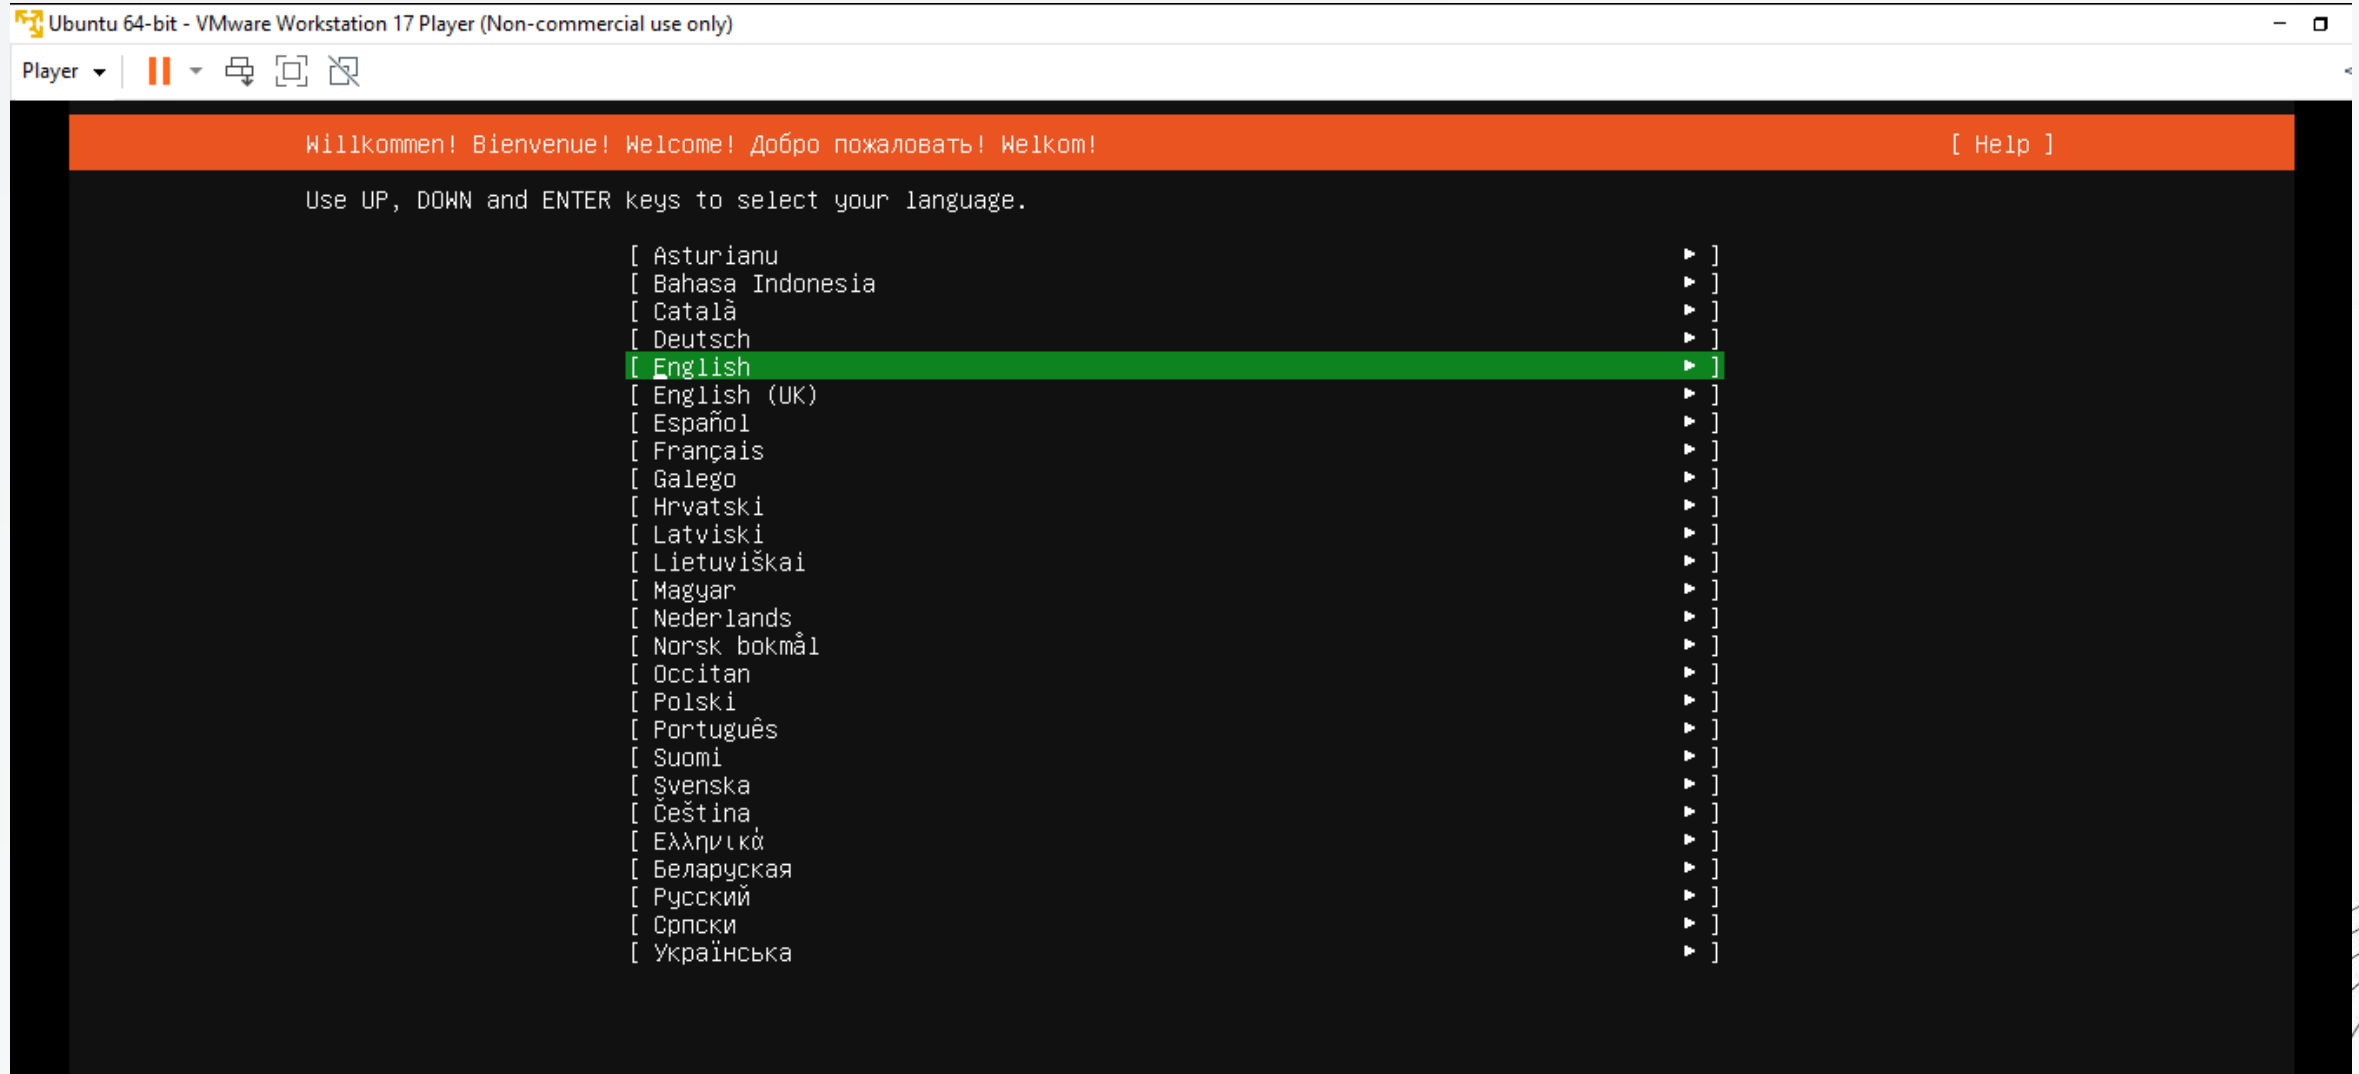 Ubuntu 64-bit - VMware Workstation 17 Player (Non-commercial use only)
Player
Willkommen! Bienvenue! Welcome! Добро пожаловать! Welkom! [ Help ]
Use UP, DOWN and ENTER keys to select your language.
[ Asturianu ► ]
[ Bahasa Indonesia ► ]
[ Català ► ]
[ Deutsch ► ]
[ English ► ]
[ English (UK) ► ]
[ Español ► ]
[ Français ► ]
[ Galego ► ]
[ Hrvatski ► ]
[ Latviski ► ]
[ Lietuviškai ► ]
[ Magyar ► ]
[ Nederlands ► ]
[ Norsk bokmål ► ]
[ Occitan ► ]
[ Polski ► ]
[ Português ► ]
[ Suomi ► ]
[ Svenska ► ]
[ Čeština ► ]
[ Ελληνικά ► ]
[ Беларуская ► ]
[ Русский ► ]
[ Српски ► ]
[ Українська ► ]